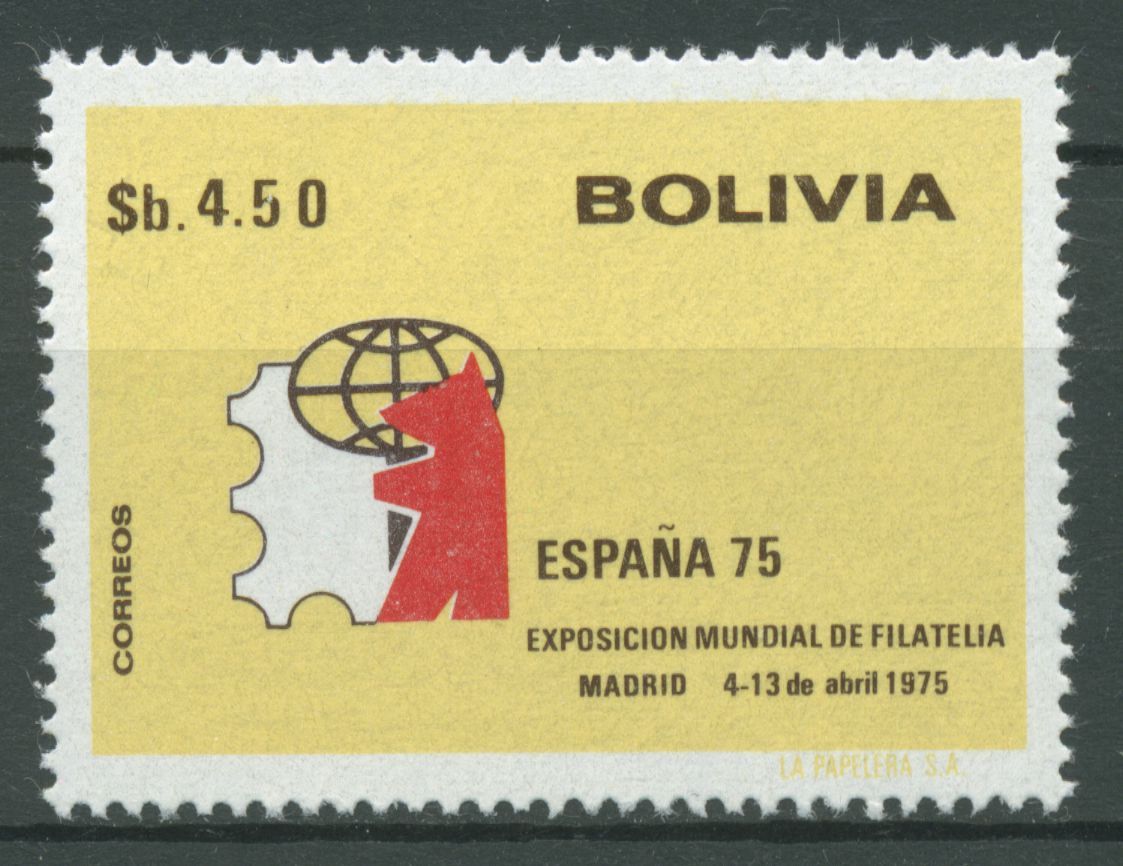 $b. 4.50
BOLIVIA
CORREOS
ESPAÑA 75
EXPOSICION MUNDIAL DE FILATELIA
MADRID 4-13 de abril 1975
LA PAPELERA S.A.